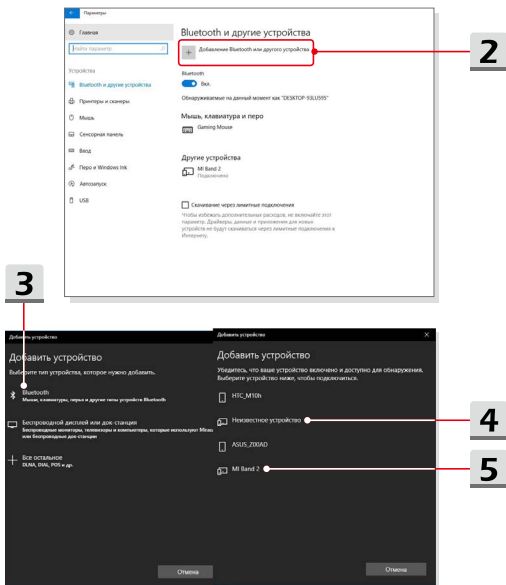 Параметры
Главная
Найти параметр
Устройства
Bluetooth и другие устройства
Принтеры и сканеры
Мышь
Сенсорная панель
Ввод
Перо и Windows Ink
Автозапуск
USB
Bluetooth и другие устройства
Добавление Bluetooth или другого устройства
Bluetooth
Вкл.
Обнаруживаемые на данный момент как "DESKTOP-93LLI595"
Мышь, клавиатура и перо
Gaming Mouse
Другие устройства
MI Band 2
Подключено
Скачивание через лимитные подключения
Чтобы избежать дополнительных расходов, не включайте этот
параметр. Драйверы, данные и приложения для новых
устройств не будут скачиваться через лимитные подключения к
Интернету.
2
3
Добавить устройство
Добавить устройство
Выберите тип устройства, которое нужно добавить.
Bluetooth
Мыши, клавиатуры, перья и другие типы устройств Bluetooth
Беспроводной дисплей или док-станция
Беспроводные мониторы, телевизоры и компьютеры, которые используют Mirac
или беспроводные док-станции
Все остальное
DLNA, DIAL, POS и др.
Отмена
Добавить устройство
Добавить устройство
Убедитесь, что ваше устройство включено и доступно для обнаружения.
Выберите устройство ниже, чтобы подключиться.
HTC_M10h
Неизвестное устройство
ASUS_Z00AD
MI Band 2
Отмена
4
5